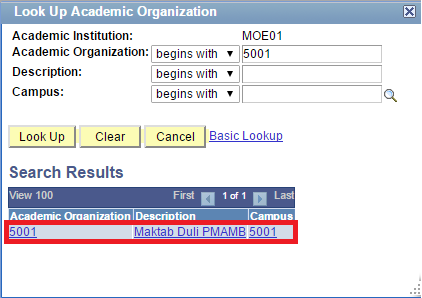 Look Up Academic Organization
Academic Institution: MOE01
Academic Organization: begins with 5001
Description: begins with
Campus: begins with
Look Up Clear Cancel Basic Lookup
Search Results
View 100 First 1 of 1 Last
Academic Organization Description Campus
5001 Maktab Duli PMAMB 5001